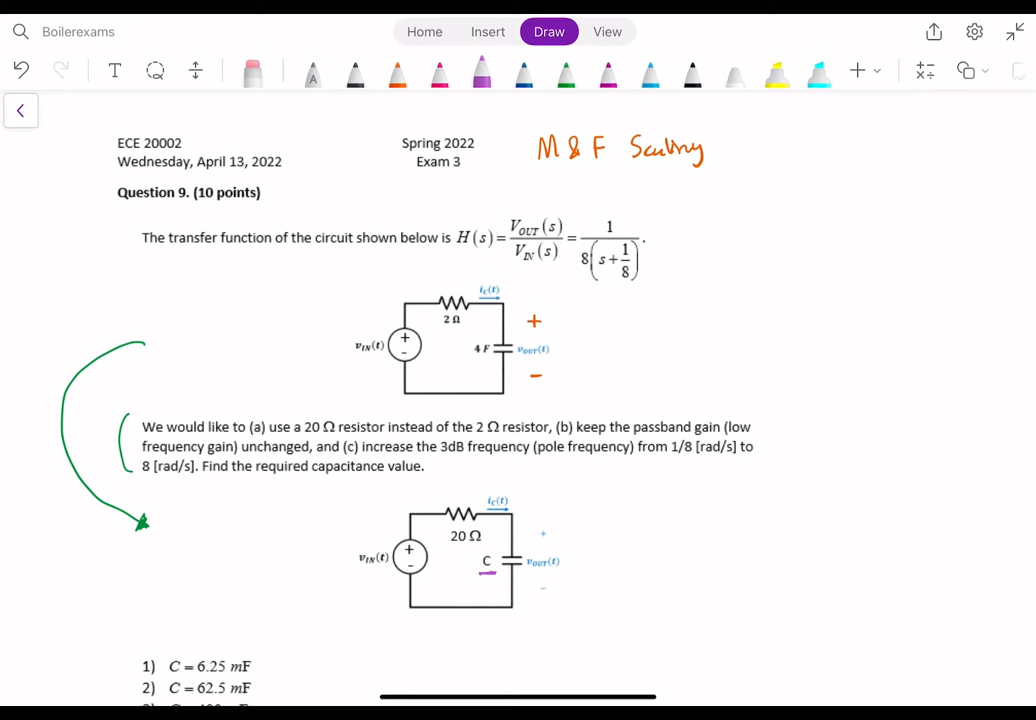 Boilerexams
Home Insert Draw View
T
A
ECE 20002 Spring 2022 M & F Scaling
Wednesday, April 13, 2022 Exam 3
Question 9. (10 points)
The transfer function of the circuit shown below is H(s) = V_OUT(s) / V_IN(s) = 1 / 8(s + 1/8).
i_C(t)
2 Ω
+
v_IN(t) + - 4 F v_OUT(t)
-
We would like to (a) use a 20 Ω resistor instead of the 2 Ω resistor, (b) keep the passband gain (low
frequency gain) unchanged, and (c) increase the 3dB frequency (pole frequency) from 1/8 [rad/s] to
8 [rad/s]. Find the required capacitance value.
i_C(t)
20 Ω
+
v_IN(t) + - C v_OUT(t)
-
1) C = 6.25 mF
2) C = 62.5 mF